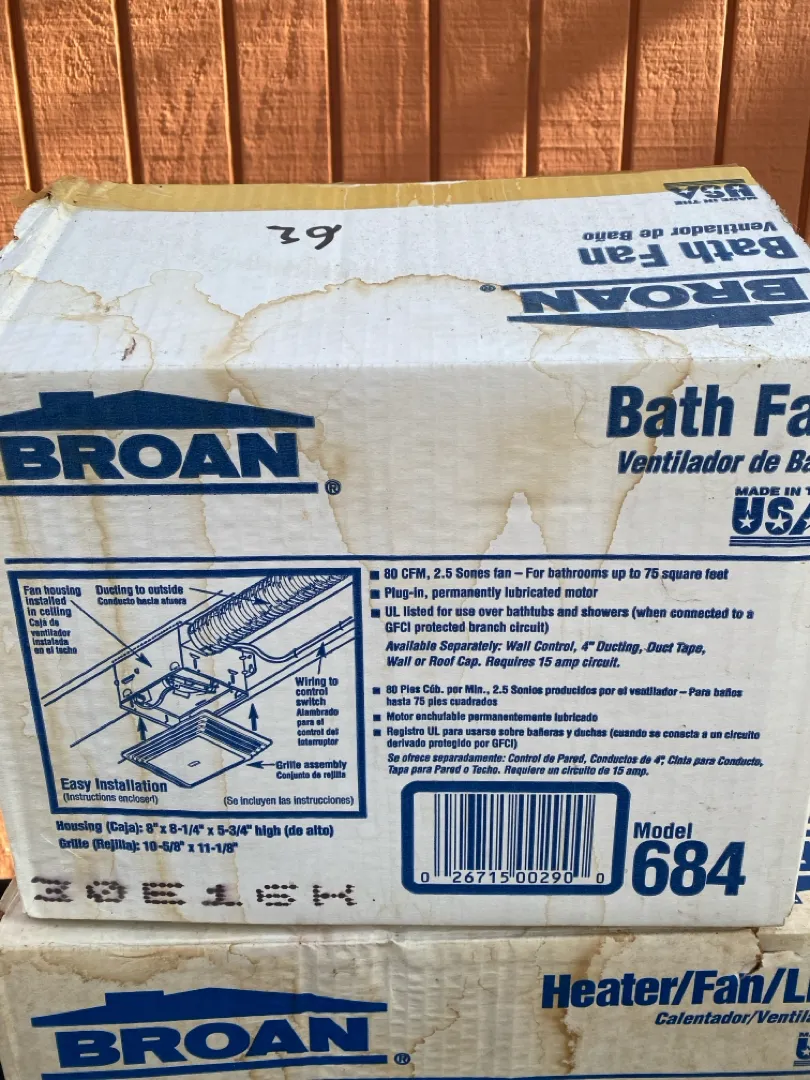 MADE IN THE
USA
Bath Fan
Ventilador de Baño
BROAN®
62
BROAN®
Bath Fa
Ventilador de Ba
MADE IN T
USA
Fan housing
installed
in ceiling
Caja de
ventilador
instalada
en el techo
Ducting to outside
Conducto hacia afuera
Wiring to
control
switch
Alambrado
para el
control del
interruptor
Grille assembly
Conjunto de rejilla
Easy Installation
(Instructions enclosed)
(Se incluyen las instrucciones)
Housing (Caja): 8" x 8-1/4" x 5-3/4" high (de alto)
Grille (Rejilla): 10-5/8" x 11-1/8"
■ 80 CFM, 2.5 Sones fan – For bathrooms up to 75 square feet
■ Plug-in, permanently lubricated motor
■ UL listed for use over bathtubs and showers (when connected to a
GFCI protected branch circuit)
Available Separately: Wall Control, 4" Ducting, Duct Tape,
Wall or Roof Cap. Requires 15 amp circuit.
■ 80 Pies Cúb. por Min., 2.5 Sonios producidos por el ventilador – Para baños
hasta 75 pies cuadrados
■ Motor enchufable permanentemente lubricado
■ Registro UL para usarse sobre bañeras y duchas (cuando se conecta a un circuito
derivado protegido por GFCI)
Se ofrece separadamente: Control de Pared, Conductos de 4", Cinta para Conducto,
Tapa para Pared o Techo. Requiere un circuito de 15 amp.
0 26715 00290 0
Model
684
30E16K
Heater/Fan/Li
Calentador/Ventila
BROAN®